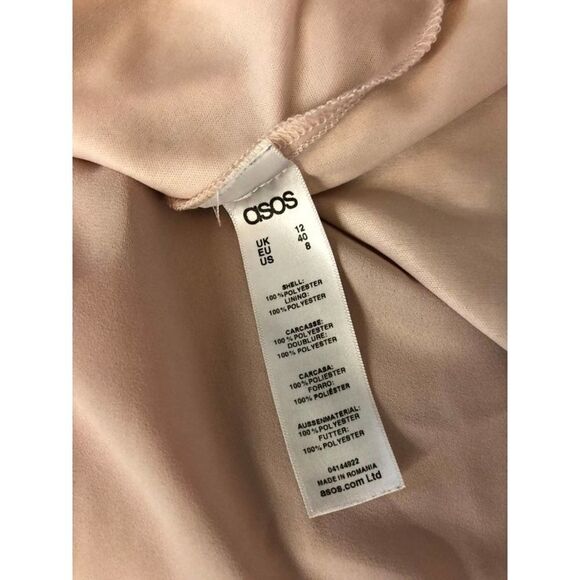 asos
UK 12
EU 40
US 8
SHELL:
100%POLYESTER
LINING:
100%POLYESTER
CARCASSE:
100%POLYESTER
DOUBLURE:
100%POLYESTER
CARCASA:
100%POLIESTER
FORRO:
100%POLIÉSTER
AUSSENMATERIAL:
100%POLYESTER
FUTTER:
100%POLYESTER
04144922
MADE IN ROMANIA
asos.com Ltd